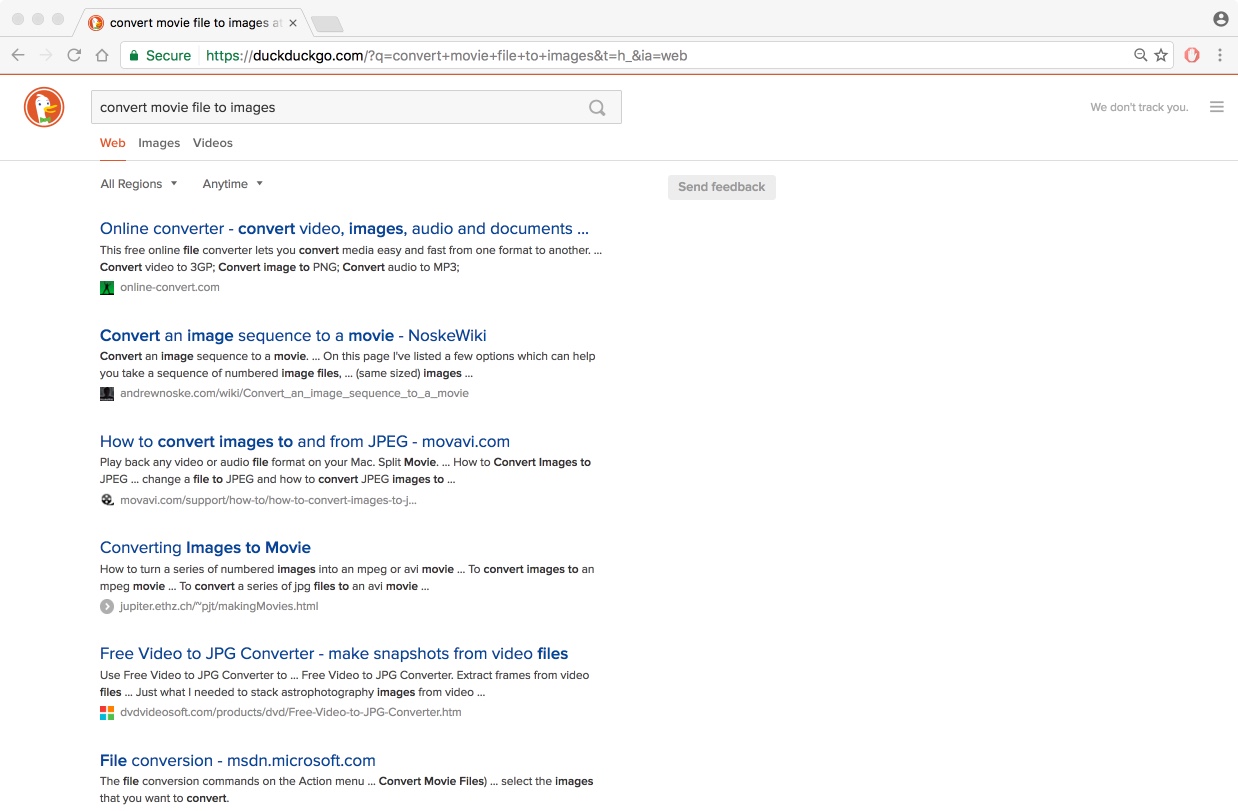 convert movie file to images at
Secure https://duckduckgo.com/?q=convert+movie+file+to+images&t=h_&ia=web
convert movie file to images
We don't track you.
Web Images Videos
All Regions Anytime
Send feedback
Online converter - convert video, images, audio and documents ...
This free online file converter lets you convert media easy and fast from one format to another. ...
Convert video to 3GP; Convert image to PNG; Convert audio to MP3;
online-convert.com
Convert an image sequence to a movie - NoskeWiki
Convert an image sequence to a movie. ... On this page I've listed a few options which can help
you take a sequence of numbered image files, ... (same sized) images ...
andrewnoske.com/wiki/Convert_an_image_sequence_to_a_movie
How to convert images to and from JPEG - movavi.com
Play back any video or audio file format on your Mac. Split Movie. ... How to Convert Images to
JPEG ... change a file to JPEG and how to convert JPEG images to ...
movavi.com/support/how-to/how-to-convert-images-to-j...
Converting Images to Movie
How to turn a series of numbered images into an mpeg or avi movie ... To convert images to an
mpeg movie ... To convert a series of jpg files to an avi movie ...
jupiter.ethz.ch/~pjt/makingMovies.html
Free Video to JPG Converter - make snapshots from video files
Use Free Video to JPG Converter to ... Free Video to JPG Converter. Extract frames from video
files ... Just what I needed to stack astrophotography images from video ...
dvdvideosoft.com/products/dvd/Free-Video-to-JPG-Converter.htm
File conversion - msdn.microsoft.com
The file conversion commands on the Action menu ... Convert Movie Files) ... select the images
that you want to convert.